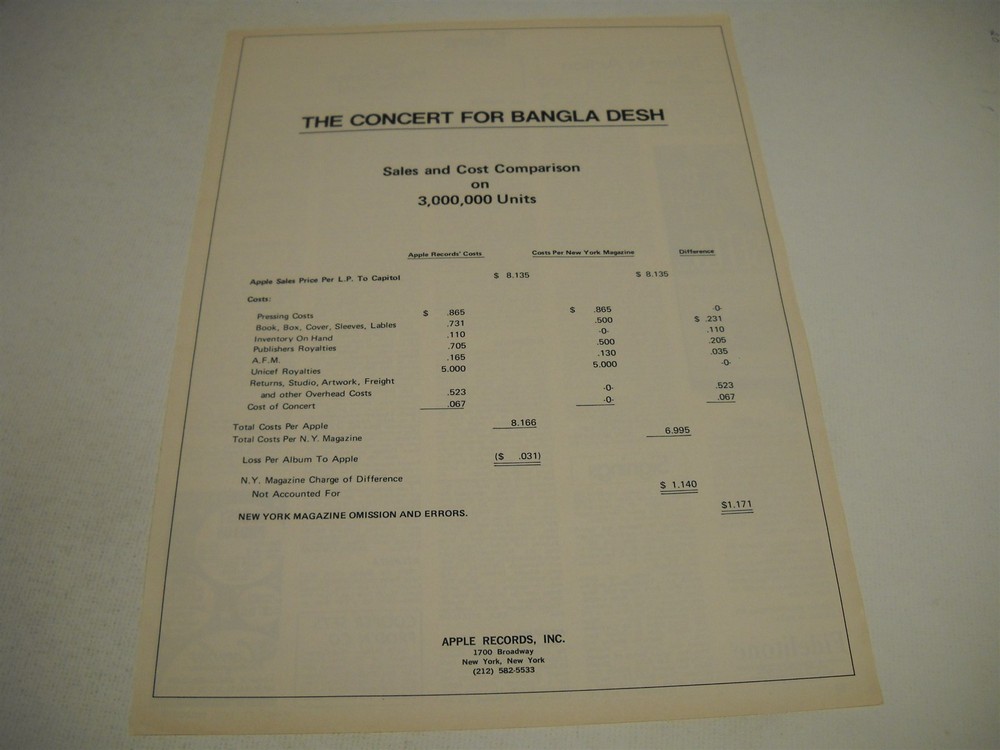 THE CONCERT FOR BANGLA DESH
Sales and Cost Comparison
on
3,000,000 Units
Apple Records' Costs Costs Per New York Magazine Difference
Apple Sales Price Per L.P. To Capitol $ 8.135 $ 8.135
Costs:
Pressing Costs $ .865 $ .865 -0-
Book, Box, Cover, Sleeves, Lables .731 .500 $ .231
Inventory On Hand .110 -0- .110
Publishers Royalties .705 .500 .205
A.F.M. .165 .130 .035
Unicef Royalties 5.000 5.000 -0-
Returns, Studio, Artwork, Freight
and other Overhead Costs .523 -0- .523
Cost of Concert .067 -0- .067
Total Costs Per Apple 8.166
Total Costs Per N.Y. Magazine 6.995
Loss Per Album To Apple ($ .031)
N.Y. Magazine Charge of Difference
Not Accounted For $ 1.140
NEW YORK MAGAZINE OMISSION AND ERRORS. $1.171
APPLE RECORDS, INC.
1700 Broadway
New York, New York
(212) 582-5533